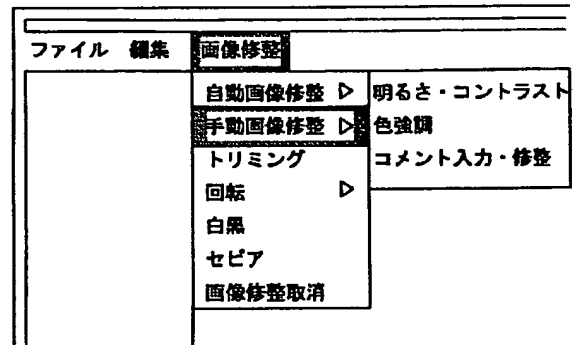 ファイル 編集 画像修整
自動画像修整 ▷
手動画像修整 ▷
トリミング
回転 ▷
白黒
セピア
画像修整取消
明るさ・コントラスト
色強調
コメント入力・修整